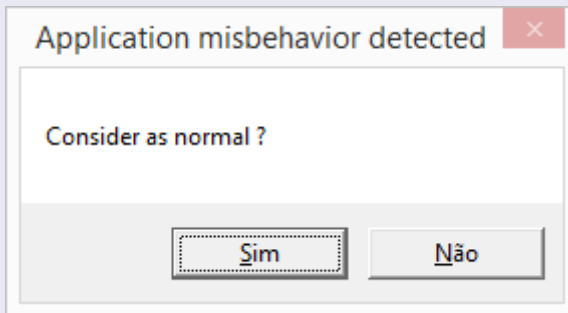 Application misbehavior detected
Consider as normal ?
Sim
Não